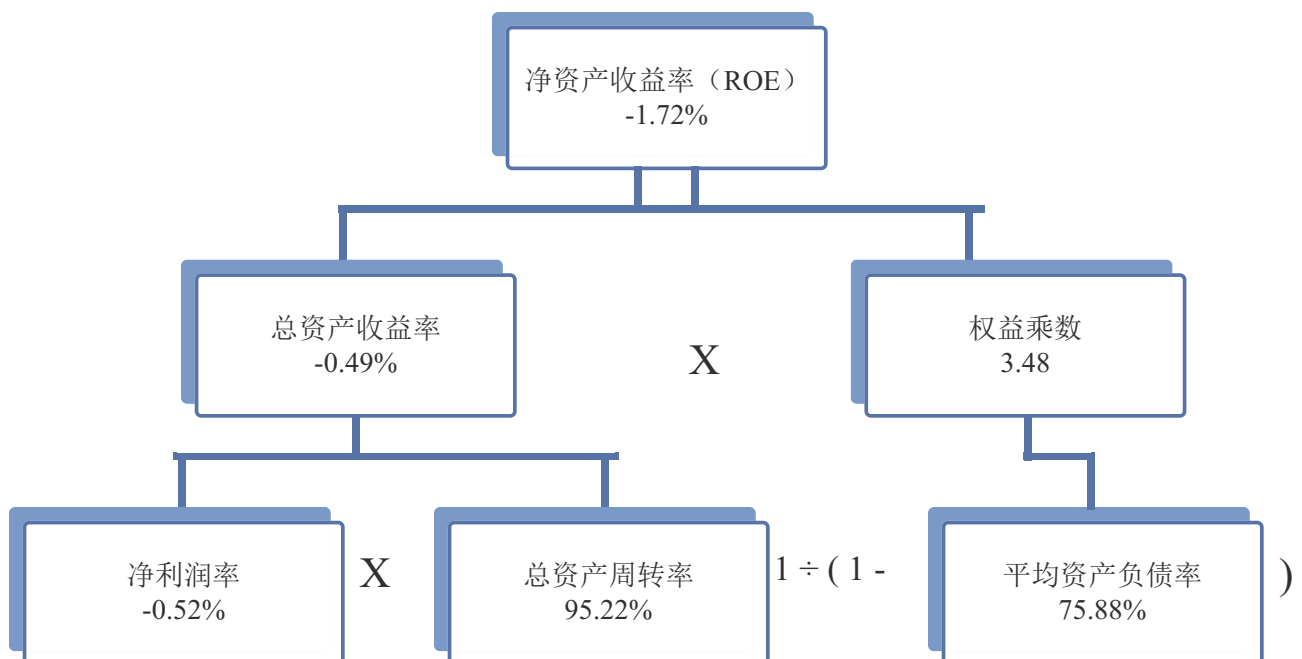 净资产收益率（ROE）
-1.72%
总资产收益率
-0.49%
X
权益乘数
3.48
净利润率
-0.52%
X
总资产周转率
95.22%
1 ÷ ( 1 -
平均资产负债率
75.88%
)